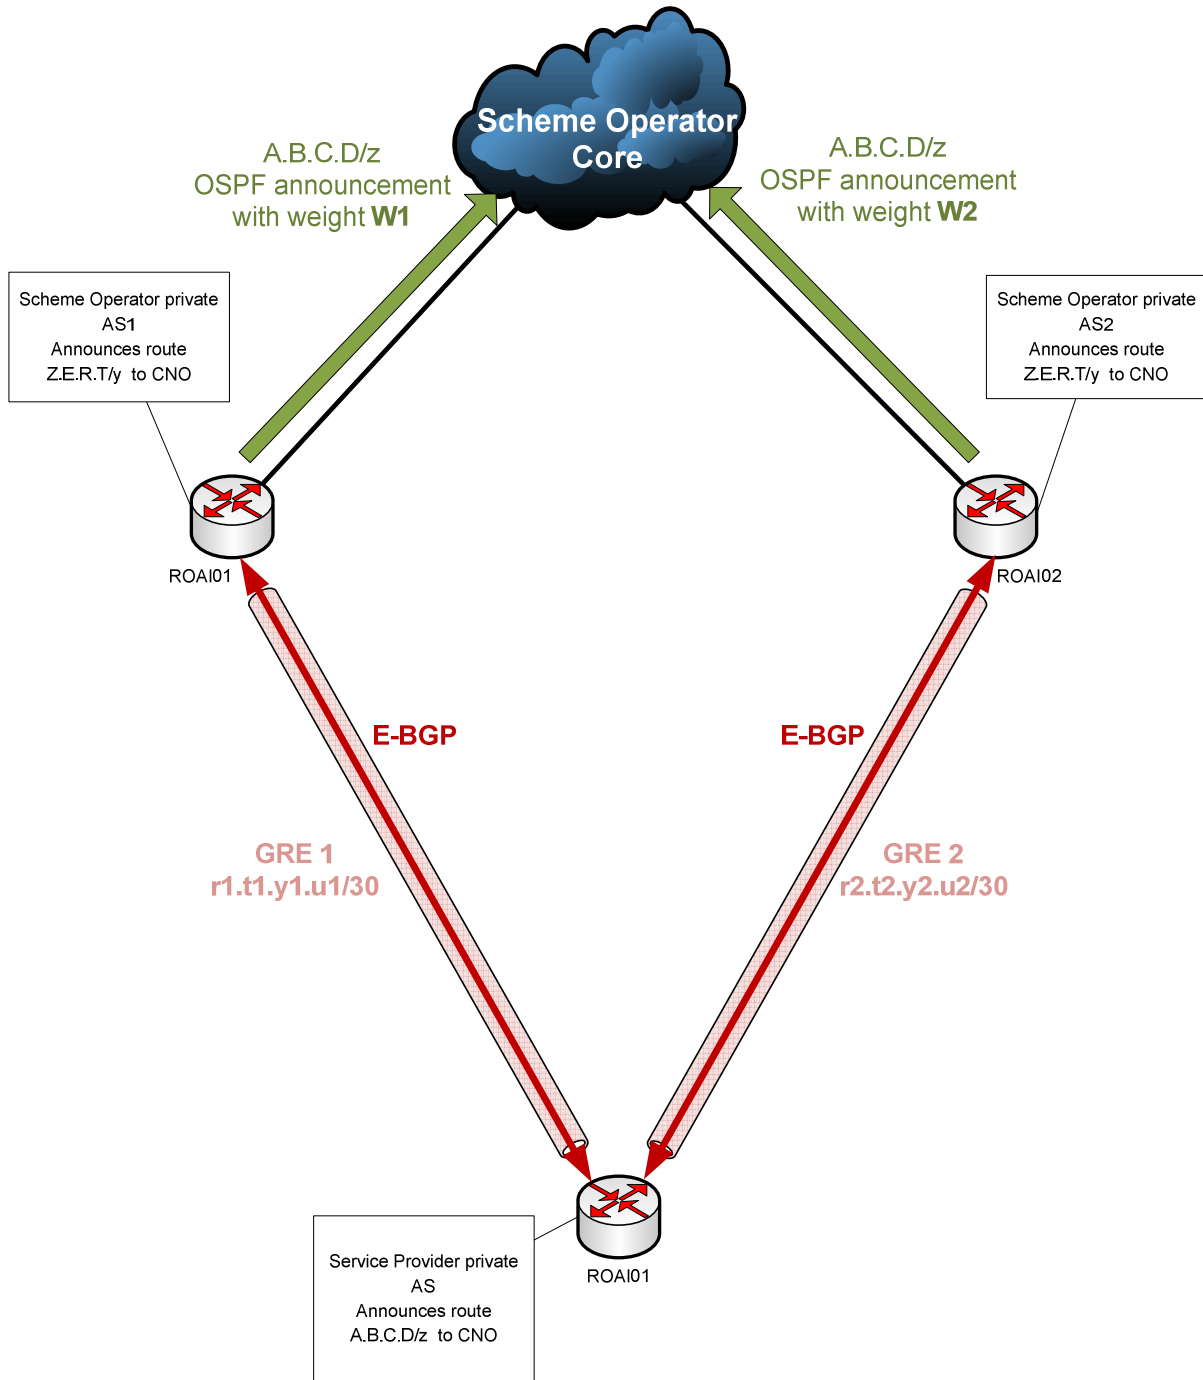 Scheme Operator
Core
A.B.C.D/z
OSPF announcement
with weight W1
A.B.C.D/z
OSPF announcement
with weight W2
Scheme Operator private
AS1
Announces route
Z.E.R.T/y to CNO
Scheme Operator private
AS2
Announces route
Z.E.R.T/y to CNO
ROAI01
ROAI02
E-BGP
E-BGP
GRE 1
r1.t1.y1.u1/30
GRE 2
r2.t2.y2.u2/30
Service Provider private
AS
Announces route
A.B.C.D/z to CNO
ROAI01